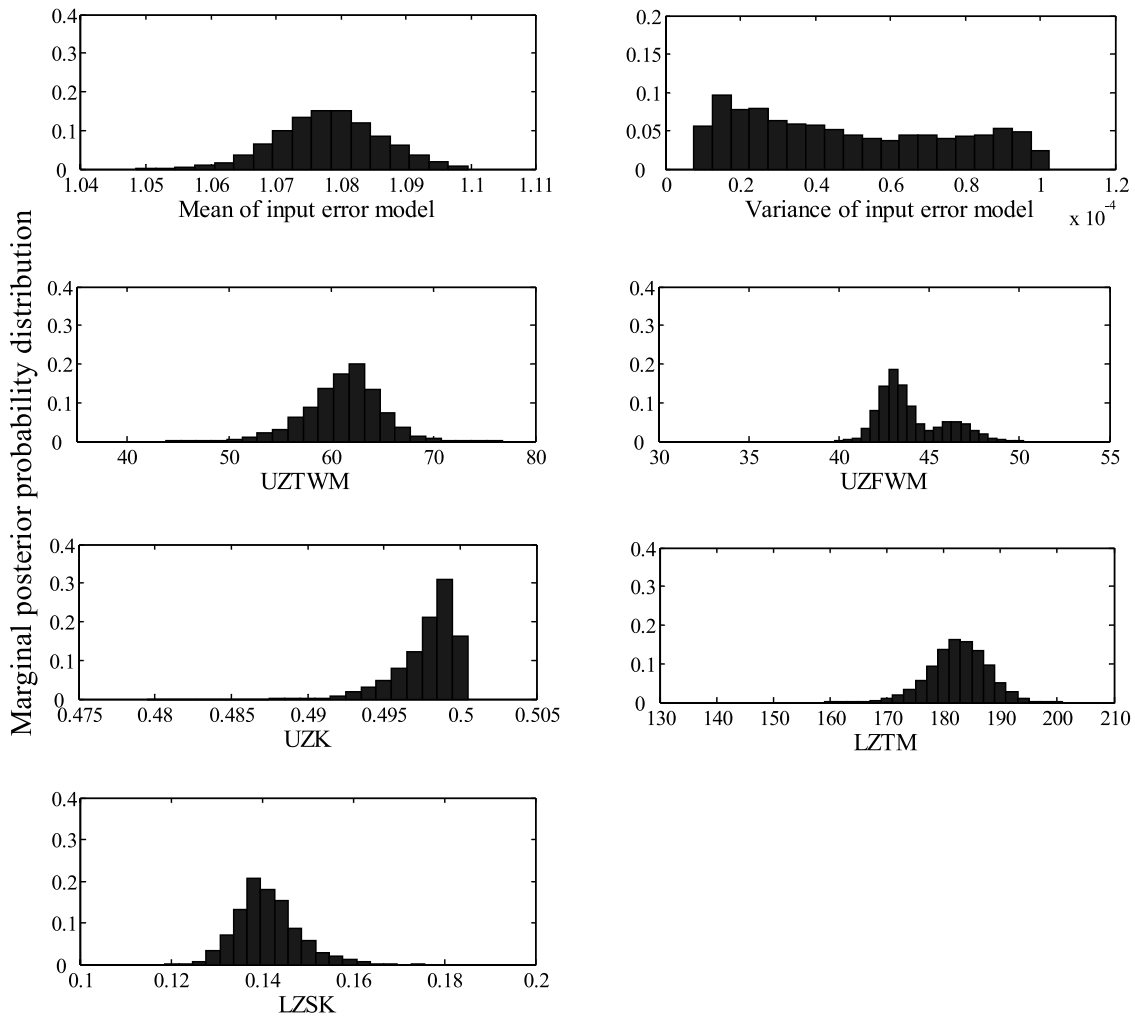 Marginal posterior probability distribution
0.4
0.3
0.2
0.1
0
1.04 1.05 1.06 1.07 1.08 1.09 1.1 1.11
Mean of input error model
0.2
0.15
0.1
0.05
0
0 0.2 0.4 0.6 0.8 1 1.2
Variance of input error model
x 10-4
0.4
0.3
0.2
0.1
0
40 50 60 70 80
UZTWM
0.4
0.3
0.2
0.1
0
30 35 40 45 50 55
UZFWM
0.4
0.3
0.2
0.1
0
0.475 0.48 0.485 0.49 0.495 0.5 0.505
UZK
0.4
0.3
0.2
0.1
0
130 140 150 160 170 180 190 200 210
LZTM
0.4
0.3
0.2
0.1
0
0.1 0.12 0.14 0.16 0.18 0.2
LZSK